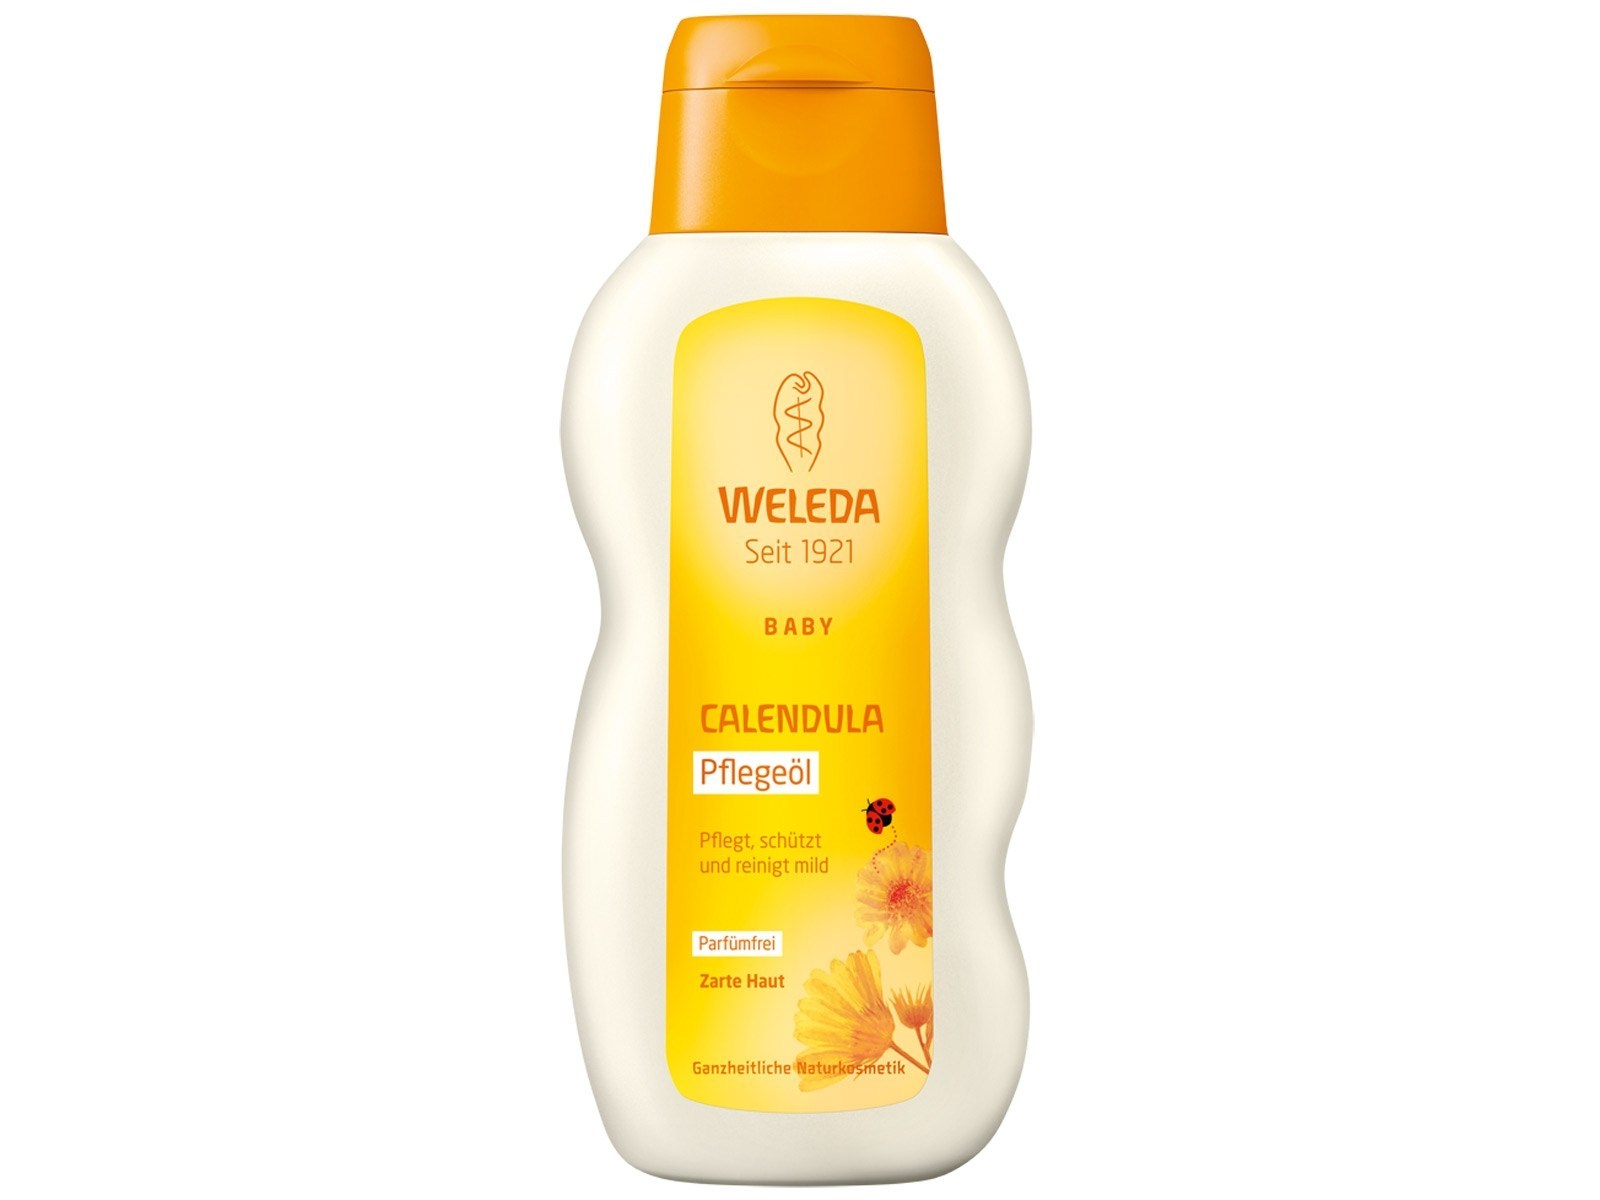 WELEDA
Seit 1921
BABY
CALENDULA
Pflegeöl
Pflegt, schützt
und reinigt mild
Parfümfrei
Zarte Haut
Ganzheitliche Naturkosmetik